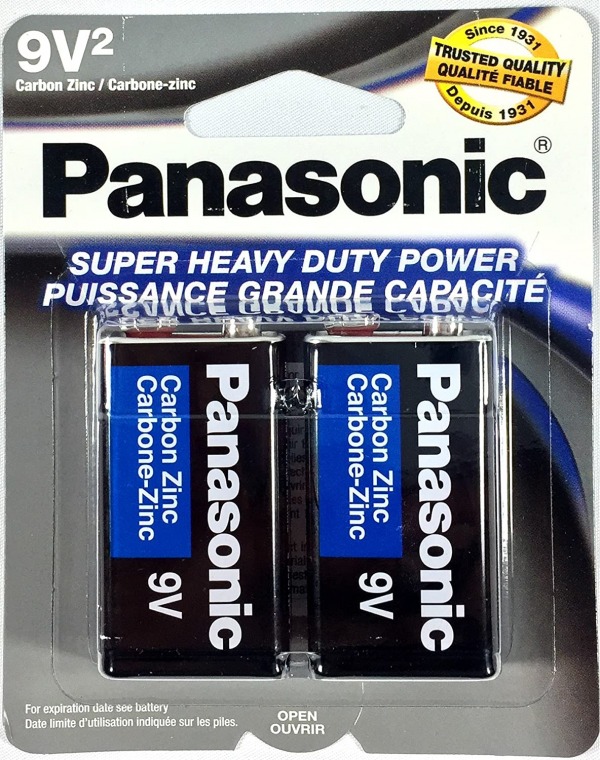 9V²
Carbon Zinc / Carbone-zinc
Since 1931
TRUSTED QUALITY
QUALITÉ FIABLE
Depuis 1931
Panasonic®
SUPER HEAVY DUTY POWER
PUISSANCE GRANDE CAPACITÉ
Panasonic
Carbon Zinc
Carbone-Zinc
9V
Panasonic
Carbon Zinc
Carbone-Zinc
9V
For expiration date see battery
Date limite d'utilisation indiquée sur les piles.
OPEN
OUVRIR